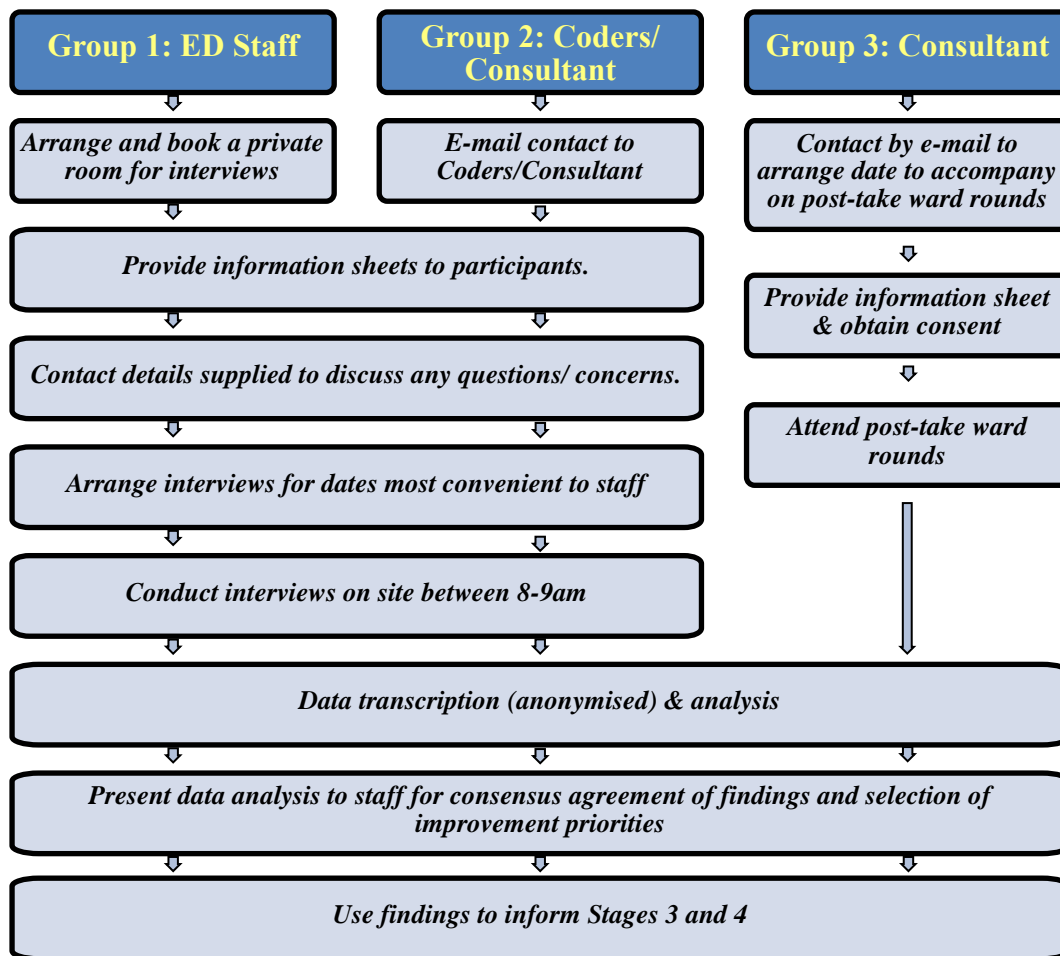 Group 1: ED Staff
Group 2: Coders/
Consultant
Group 3: Consultant
Arrange and book a private
room for interviews
E-mail contact to
Coders/Consultant
Contact by e-mail to
arrange date to accompany
on post-take ward rounds
Provide information sheets to participants.
Provide information sheet
& obtain consent
Contact details supplied to discuss any questions/ concerns.
Attend post-take ward
rounds
Arrange interviews for dates most convenient to staff
Conduct interviews on site between 8-9am
Data transcription (anonymised) & analysis
Present data analysis to staff for consensus agreement of findings and selection of
improvement priorities
Use findings to inform Stages 3 and 4